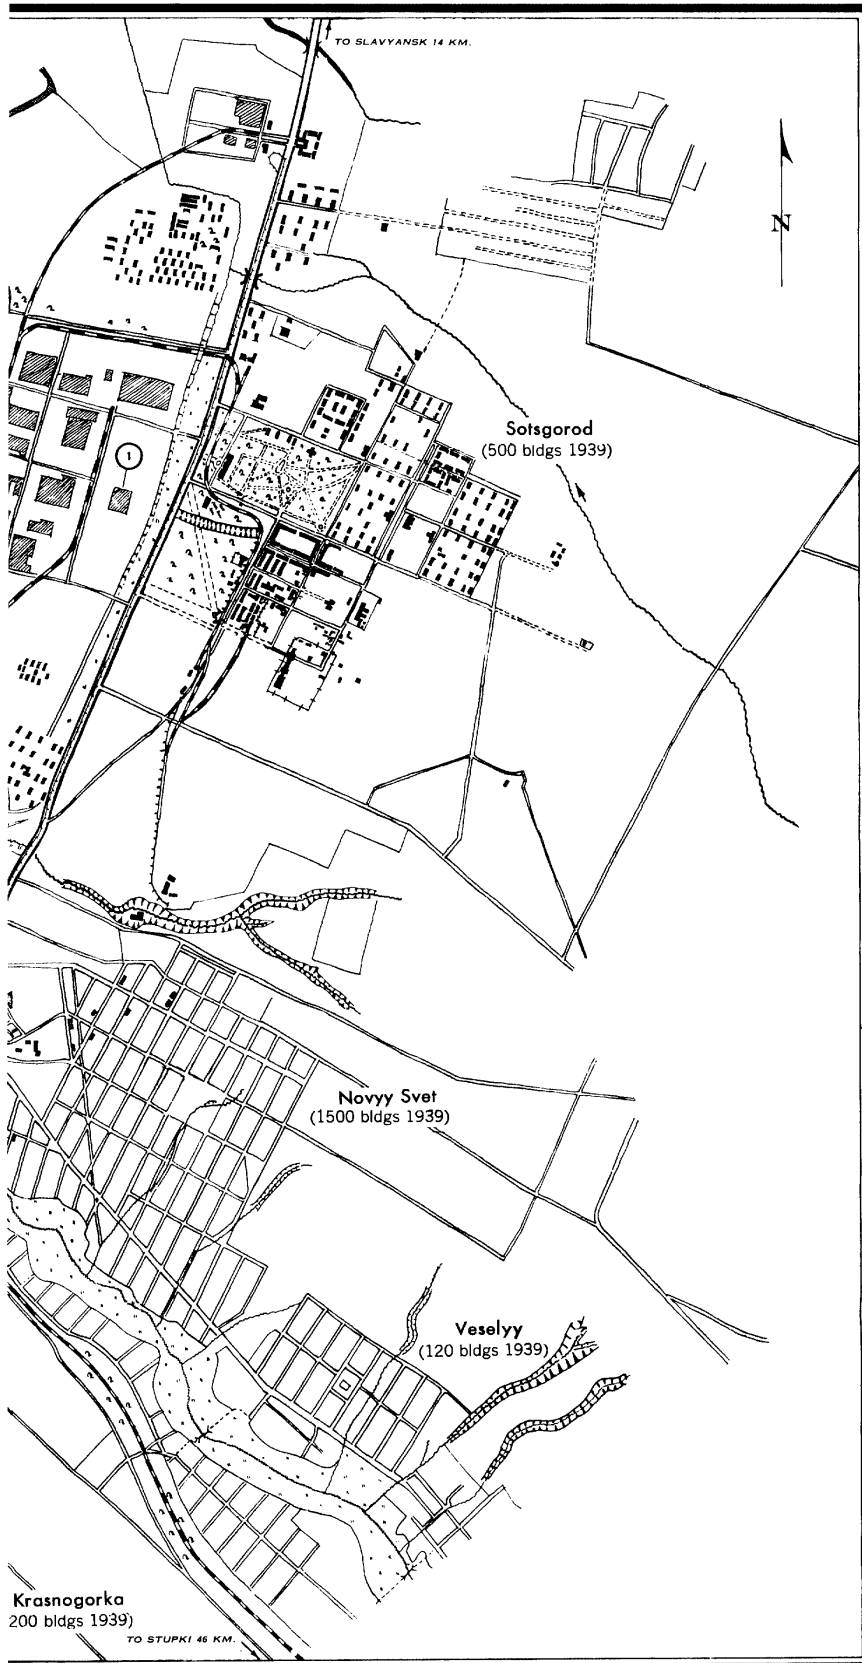 TO SLAVYANSK 14 KM.
N
Sotsgorod
(500 bldgs 1939)
1
Novyy Svet
(1500 bldgs 1939)
Veselyy
(120 bldgs 1939)
Krasnogorka
200 bldgs 1939)
TO STUPKI 46 KM.